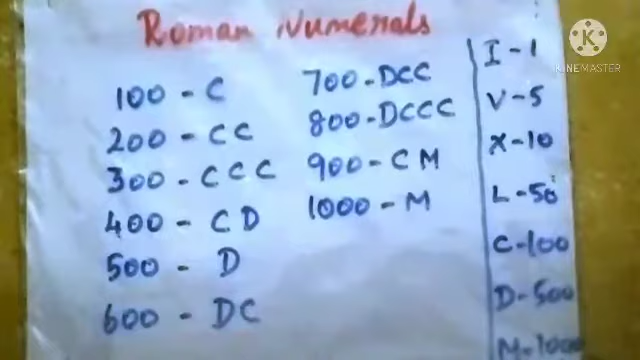 Roman Numerals
100 - C
200 - CC
300 - CCC
400 - CD
500 - D
600 - DC
700 - DCC
800 - DCCC
900 - CM
1000 - M
I - 1
V - 5
X - 10
L - 50
C - 100
D - 500
M - 1000
KINEMASTER